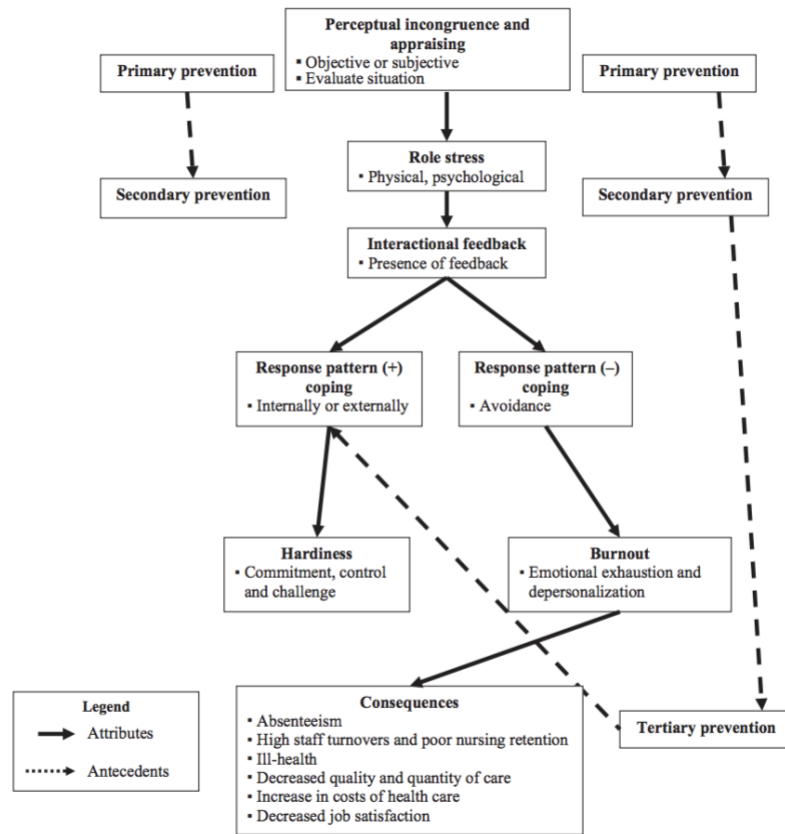 Perceptual incongruence and
appraising
▪ Objective or subjective
▪ Evaluate situation
Primary prevention
Primary prevention
Role stress
▪ Physical, psychological
Secondary prevention
Secondary prevention
Interactional feedback
▪ Presence of feedback
Response pattern (+)
coping
▪ Internally or externally
Response pattern (–)
coping
▪ Avoidance
Hardiness
▪ Commitment, control
and challenge
Burnout
▪ Emotional exhaustion and
depersonalization
Legend
Attributes
Antecedents
Consequences
▪ Absenteeism
▪ High staff turnovers and poor nursing retention
▪ Ill-health
▪ Decreased quality and quantity of care
▪ Increase in costs of health care
▪ Decreased job satisfaction
Tertiary prevention